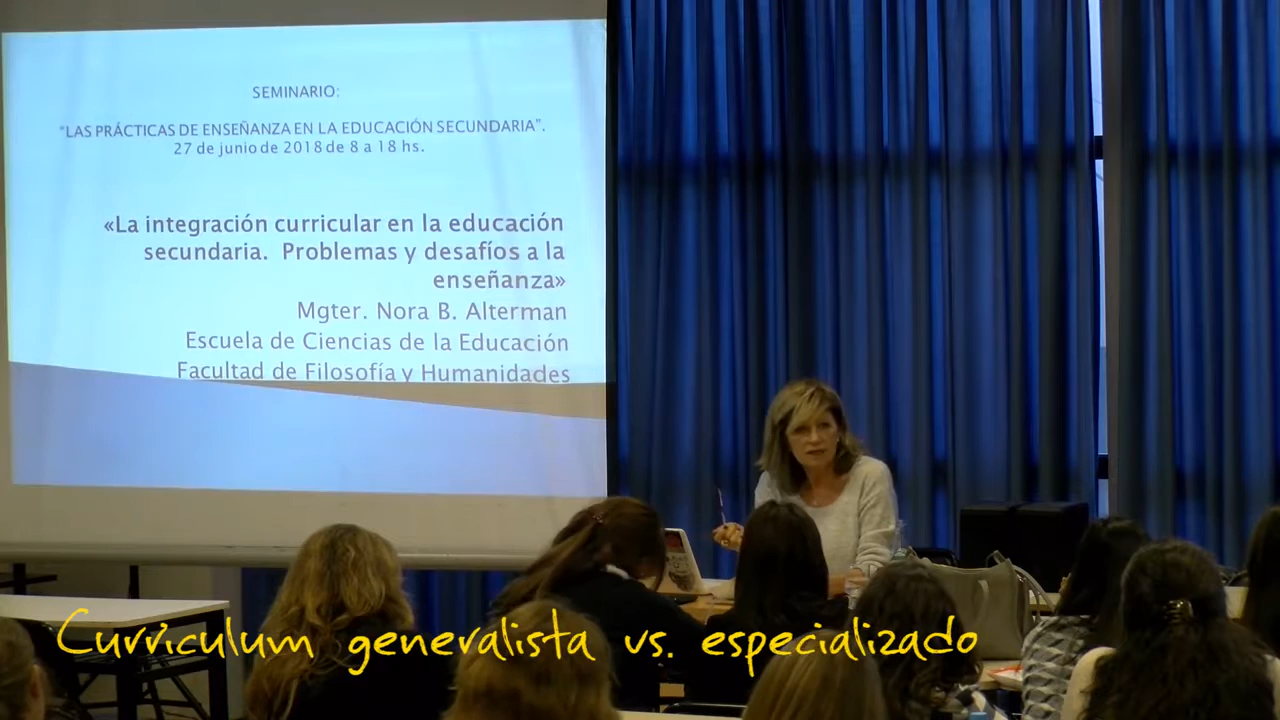 SEMINARIO:
"LAS PRÁCTICAS DE ENSEÑANZA EN LA EDUCACIÓN SECUNDARIA".
27 de junio de 2018 de 8 a 18 hs.
«La integración curricular en la educación
secundaria. Problemas y desafíos a la
enseñanza»
Mgter. Nora B. Alterman
Escuela de Ciencias de la Educación
Facultad de Filosofía y Humanidades
Curriculum generalista vs. especializado